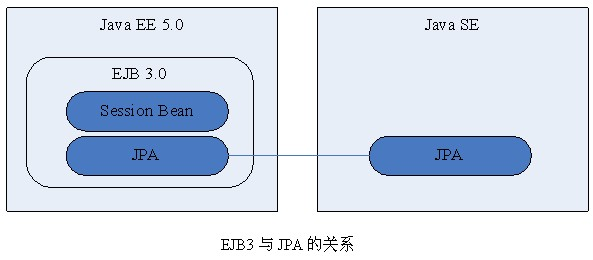 Java EE 5.0
Java SE
EJB 3.0
Session Bean
JPA
JPA
EJB3 与 JPA 的关系